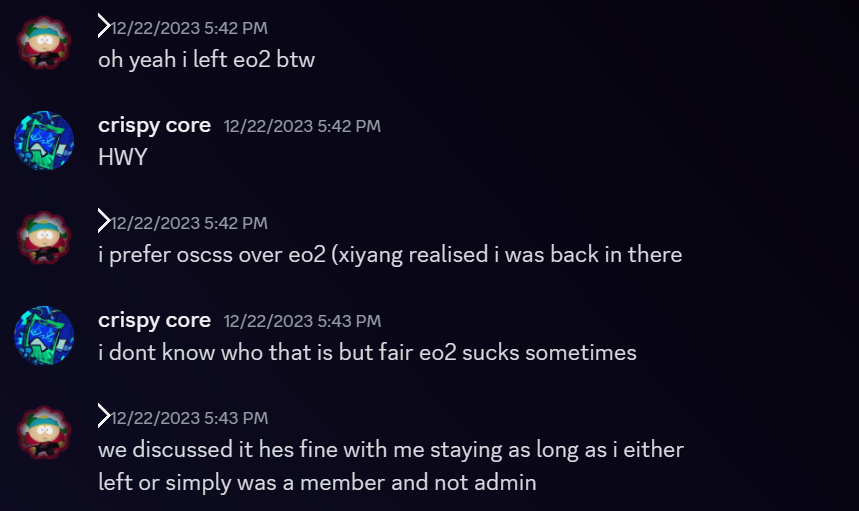 12/22/2023 5:42 PM
oh yeah i left eo2 btw
crispy core 12/22/2023 5:42 PM
HWY
12/22/2023 5:42 PM
i prefer oscss over eo2 (xiyang realised i was back in there
crispy core 12/22/2023 5:43 PM
i dont know who that is but fair eo2 sucks sometimes
12/22/2023 5:43 PM
we discussed it hes fine with me staying as long as i either
left or simply was a member and not admin